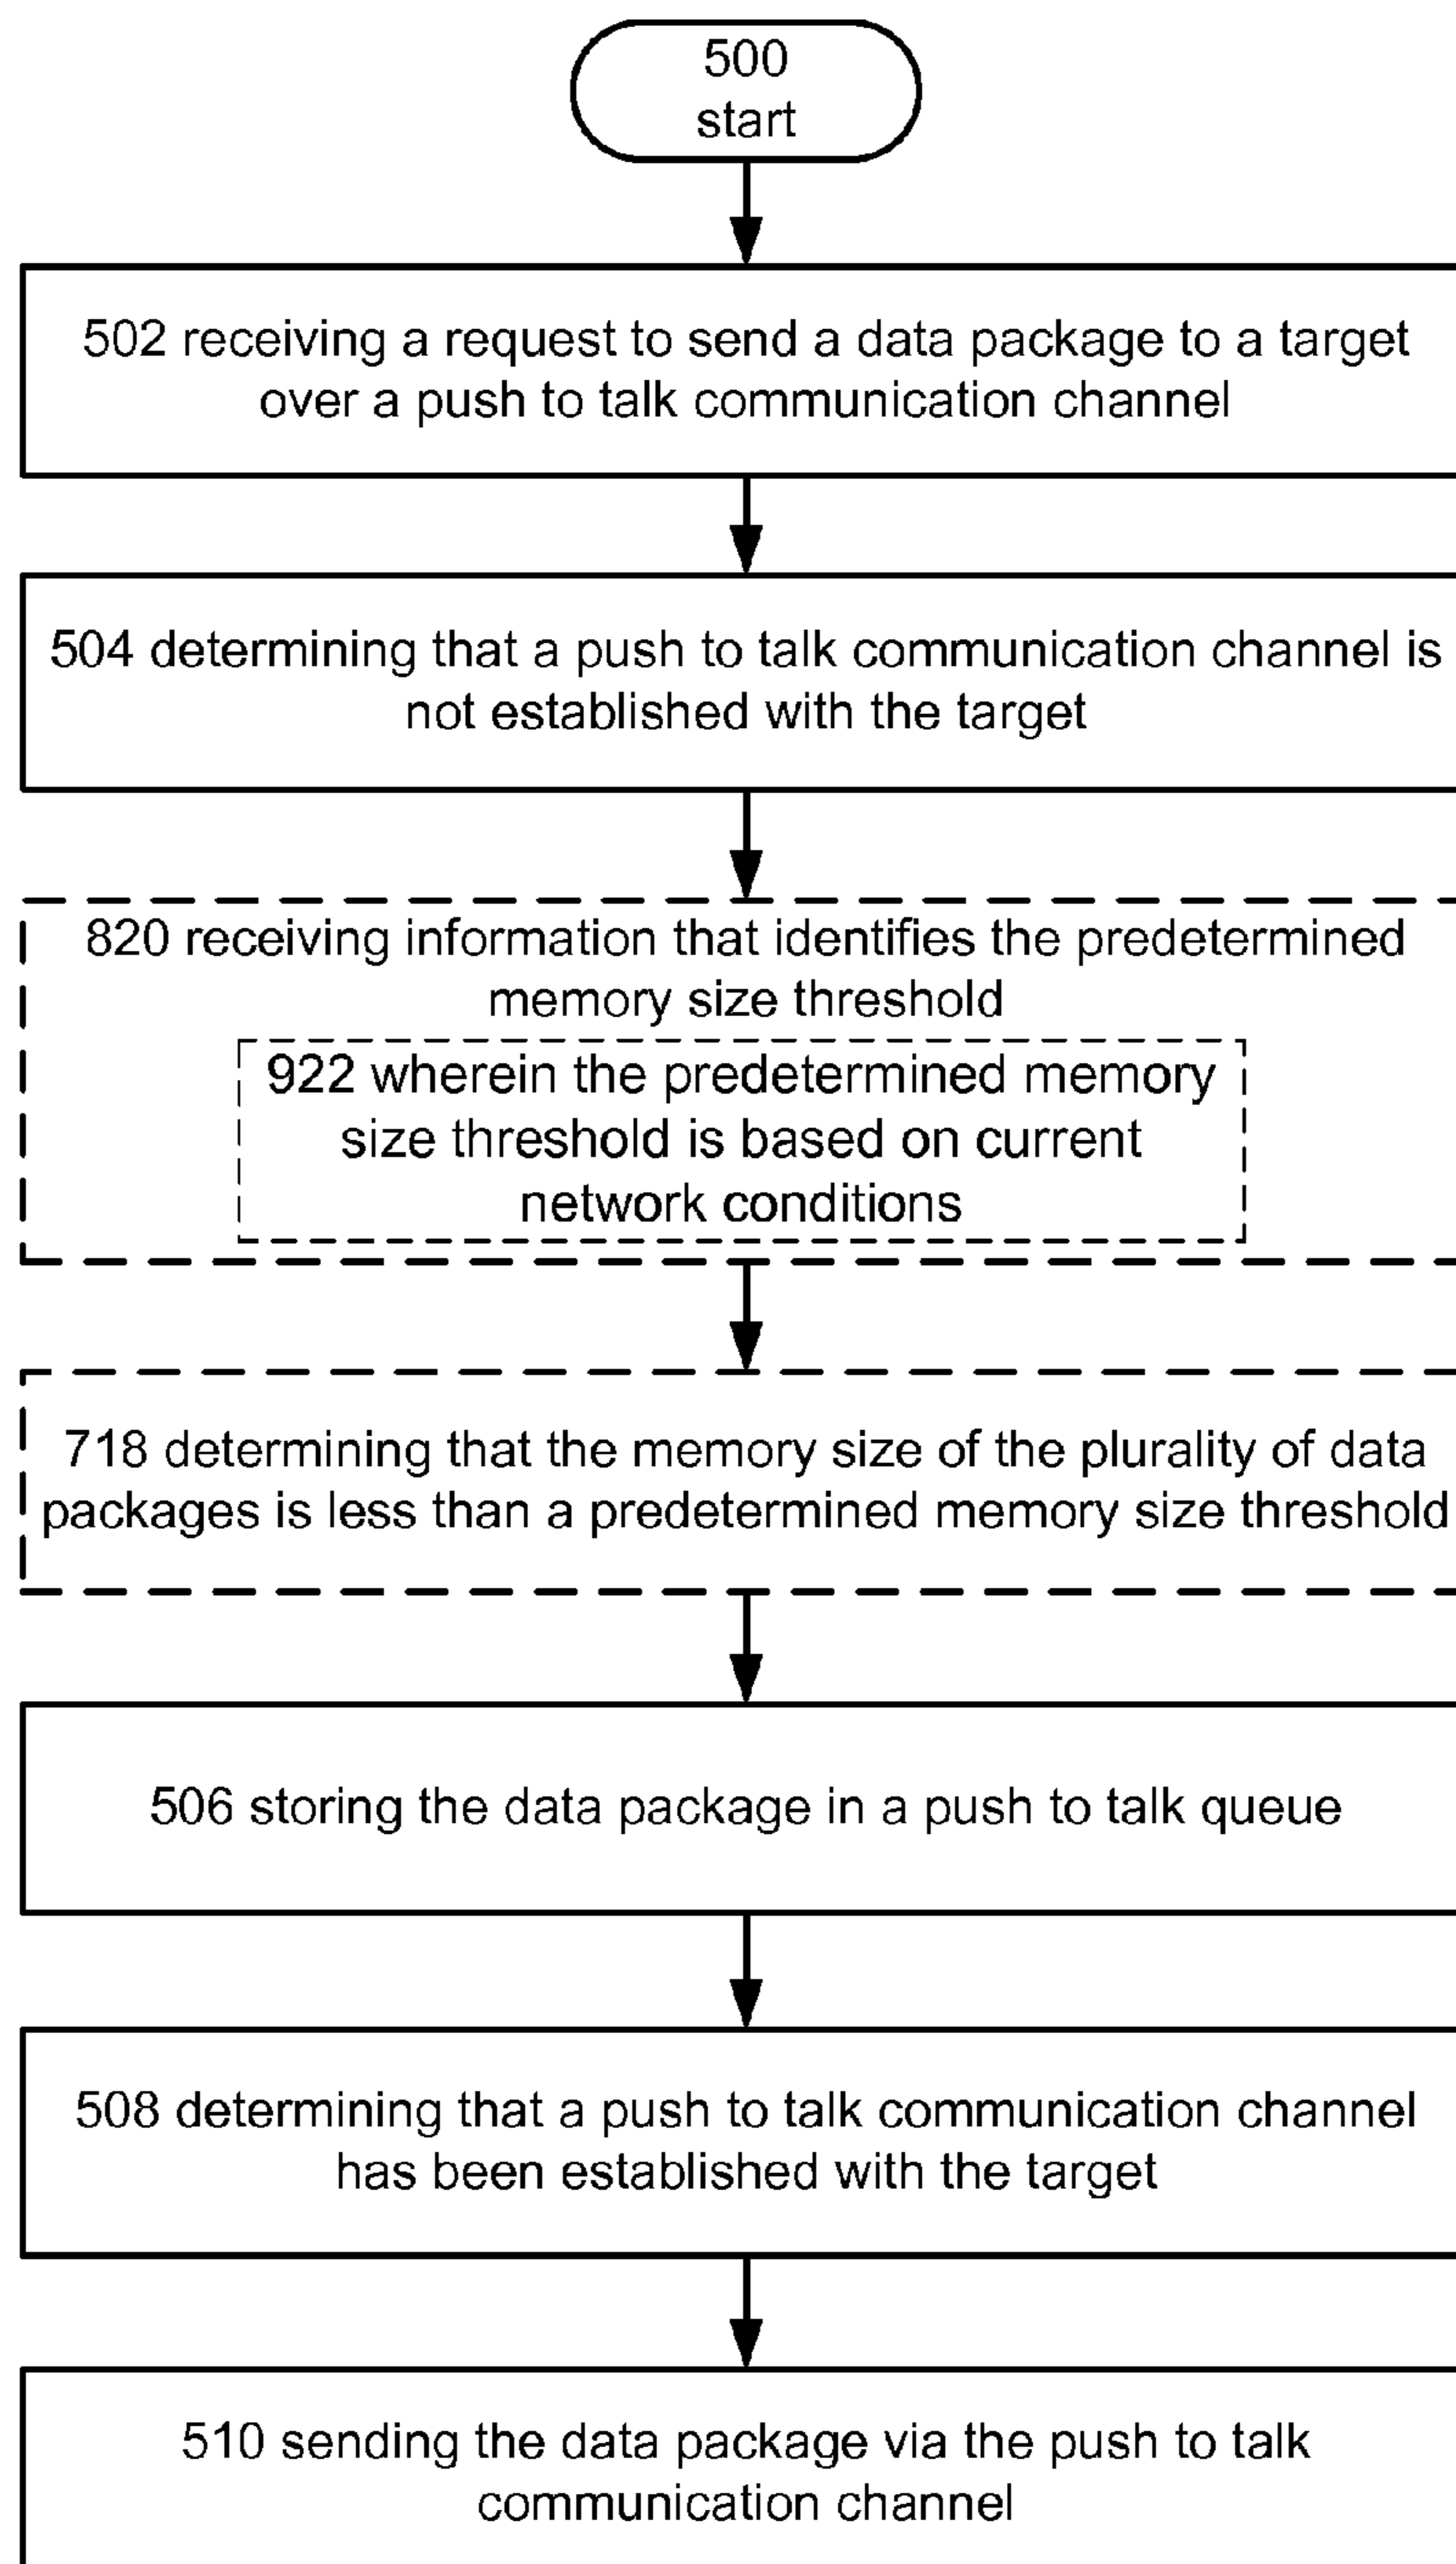 500
start
502 receiving a request to send a data package to a target
over a push to talk communication channel
504 determining that a push to talk communication channel is
not established with the target
820 receiving information that identifies the predetermined
memory size threshold
922 wherein the predetermined memory
size threshold is based on current
network conditions
718 determining that the memory size of the plurality of data
packages is less than a predetermined memory size threshold
506 storing the data package in a push to talk queue
508 determining that a push to talk communication channel
has been established with the target
510 sending the data package via the push to talk
communication channel